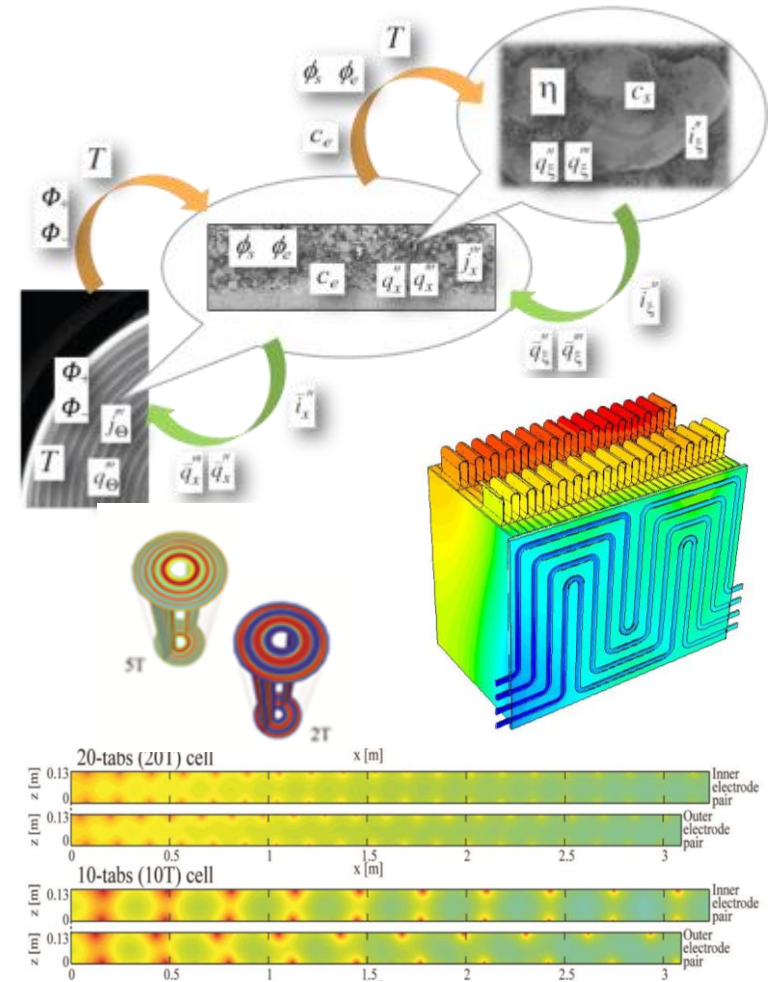 T
ϕs ϕe
ce
η
cs
i″ξ
q″ξ q‴ξ
T
Φ+
Φ-
ϕs ϕe
ce
q″x q‴x
j‴x
ī″ξ
q̄″ξ q̄‴ξ
Φ+
Φ-
j‴Θ
T
q‴Θ
ī″x
q̄‴x q̄″x
5T
2T
20-tabs (20T) cell
x [m]
z [m]
0.13
0
Inner
electrode
pair
z [m]
0.13
0
Outer
electrode
pair
0 0.5 1 1.5 2 2.5 3
10-tabs (10T) cell
x [m]
z [m]
0.13
0
Inner
electrode
pair
z [m]
0.13
0
Outer
electrode
pair
0 0.5 1 1.5 2 2.5 3